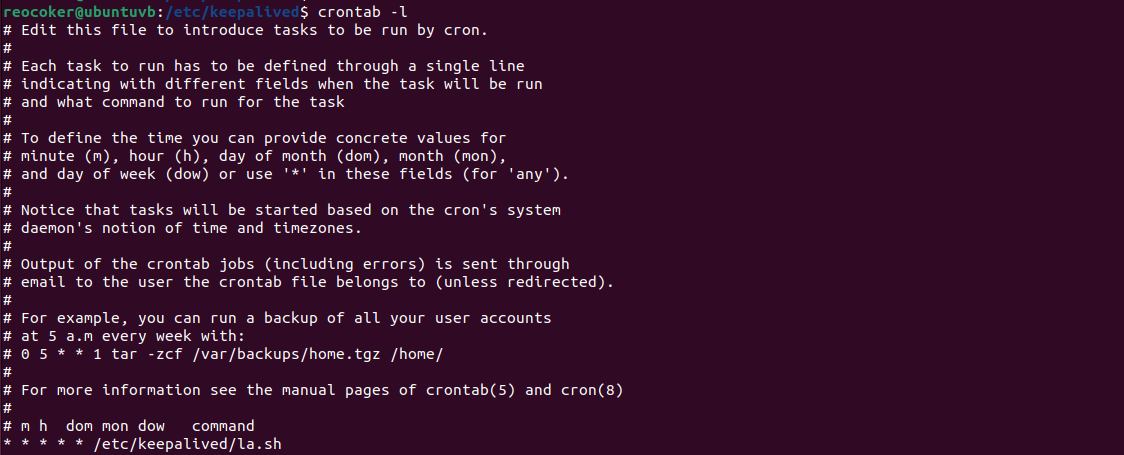 reocoker@ubuntuvb:/etc/keepalived$ crontab -l
# Edit this file to introduce tasks to be run by cron.
#
# Each task to run has to be defined through a single line
# indicating with different fields when the task will be run
# and what command to run for the task
#
# To define the time you can provide concrete values for
# minute (m), hour (h), day of month (dom), month (mon),
# and day of week (dow) or use '*' in these fields (for 'any').
#
# Notice that tasks will be started based on the cron's system
# daemon's notion of time and timezones.
#
# Output of the crontab jobs (including errors) is sent through
# email to the user the crontab file belongs to (unless redirected).
#
# For example, you can run a backup of all your user accounts
# at 5 a.m every week with:
# 0 5 * * 1 tar -zcf /var/backups/home.tgz /home/
#
# For more information see the manual pages of crontab(5) and cron(8)
#
# m h  dom mon dow   command
* * * * * /etc/keepalived/la.sh